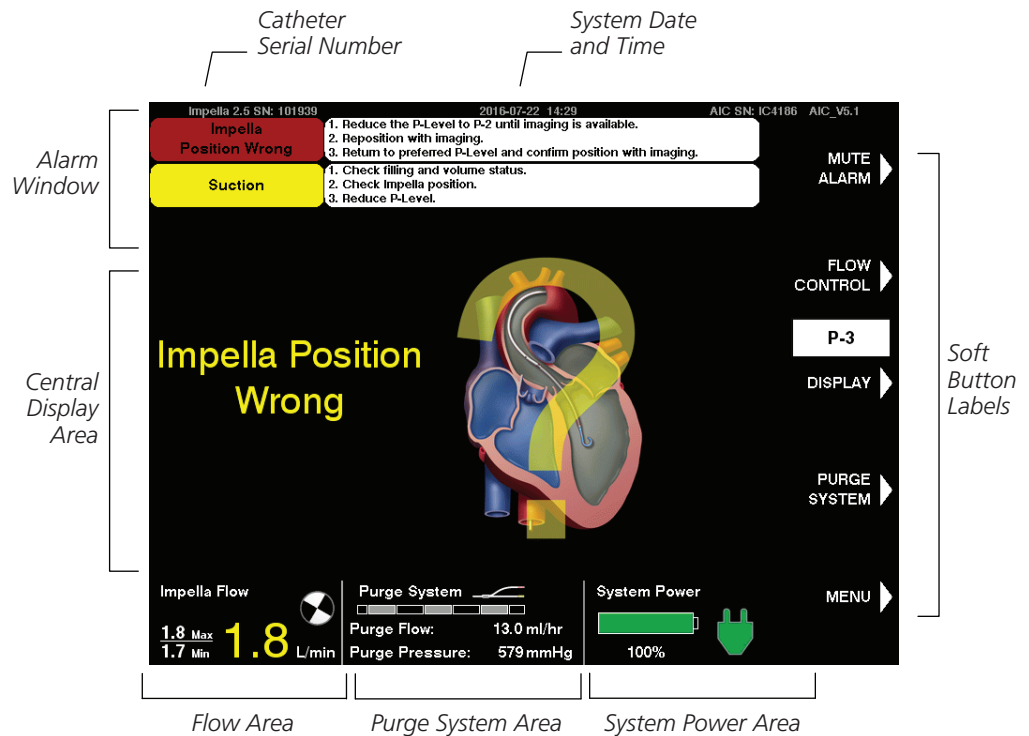 Catheter
Serial Number
System Date
and Time
Impella 2.5 SN: 101939
2016-07-22 14:29
AIC SN: IC4186 AIC_V5.1
Alarm
Window
Impella
Position Wrong
1. Reduce the P-Level to P-2 until imaging is available.
2. Reposition with imaging.
3. Return to preferred P-Level and confirm position with imaging.
Suction
1. Check filling and volume status.
2. Check Impella position.
3. Reduce P-Level.
MUTE
ALARM
FLOW
CONTROL
P-3
DISPLAY
PURGE
SYSTEM
MENU
Soft
Button
Labels
Central
Display
Area
Impella Position
Wrong
?
Impella Flow
1.8 Max
1.7 Min
1.8 L/min
Purge System
Purge Flow: 13.0 ml/hr
Purge Pressure: 579 mmHg
System Power
100%
Flow Area
Purge System Area
System Power Area